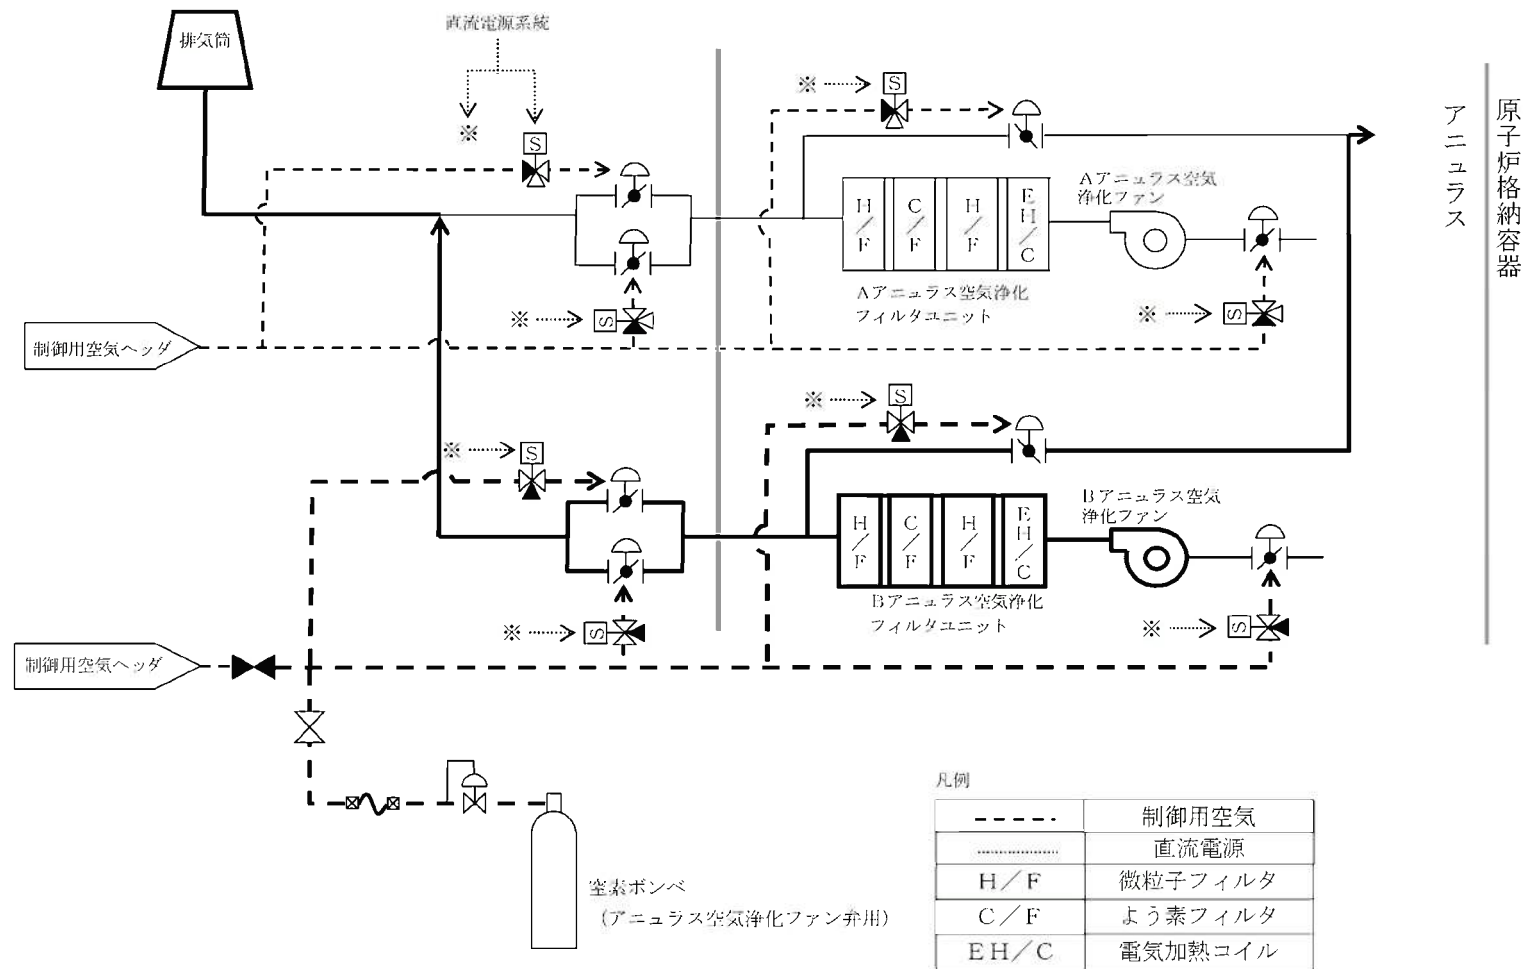 排気筒
直流電源系統
※
S
※
S
S
※
S
制御用空気ヘッダ
H/F
C/F
H/F
EH/C
Aアニュラス空気浄化
フィルタユニット
Aアニュラス空気
浄化ファン
※
S
アニュラス
原子炉格納容器
※
S
※
S
※
S
制御用空気ヘッダ
H/F
C/F
H/F
EH/C
Bアニュラス空気浄化
フィルタユニット
Bアニュラス空気
浄化ファン
※
S
※
S
窒素ボンベ
(アニュラス空気浄化ファン弁用)
凡例
制御用空気
直流電源
H/F 微粒子フィルタ
C/F よう素フィルタ
EH/C 電気加熱コイル